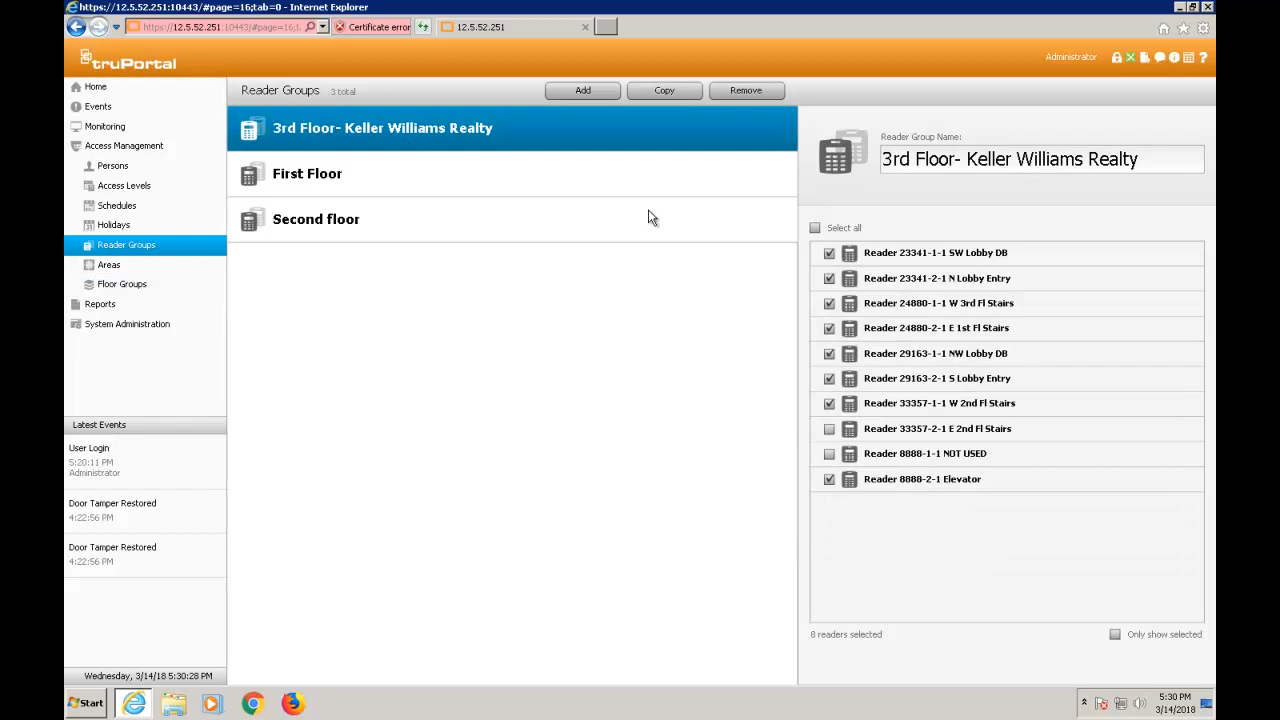 https://12.5.52.251:10443/#page=16;tab=0 - Internet Explorer
https://12.5.52.251:10443/#page=16;t
Certificate error
12.5.52.251
truPortal
Administrator
Home
Events
Monitoring
Access Management
Persons
Access Levels
Schedules
Holidays
Reader Groups
Areas
Floor Groups
Reports
System Administration
Latest Events
User Login
5:20:11 PM
Administrator
Door Tamper Restored
4:22:56 PM
Door Tamper Restored
4:22:56 PM
Wednesday, 3/14/18 5:30:28 PM
Reader Groups 3 total
Add
Copy
Remove
3rd Floor- Keller Williams Realty
First Floor
Second floor
Reader Group Name:
3rd Floor- Keller Williams Realty
Select all
Reader 23341-1-1 SW Lobby DB
Reader 23341-2-1 N Lobby Entry
Reader 24880-1-1 W 3rd Fl Stairs
Reader 24880-2-1 E 1st Fl Stairs
Reader 29163-1-1 NW Lobby DB
Reader 29163-2-1 S Lobby Entry
Reader 33357-1-1 W 2nd Fl Stairs
Reader 33357-2-1 E 2nd Fl Stairs
Reader 8888-1-1 NOT USED
Reader 8888-2-1 Elevator
8 readers selected
Only show selected
Start
5:30 PM
3/14/2018